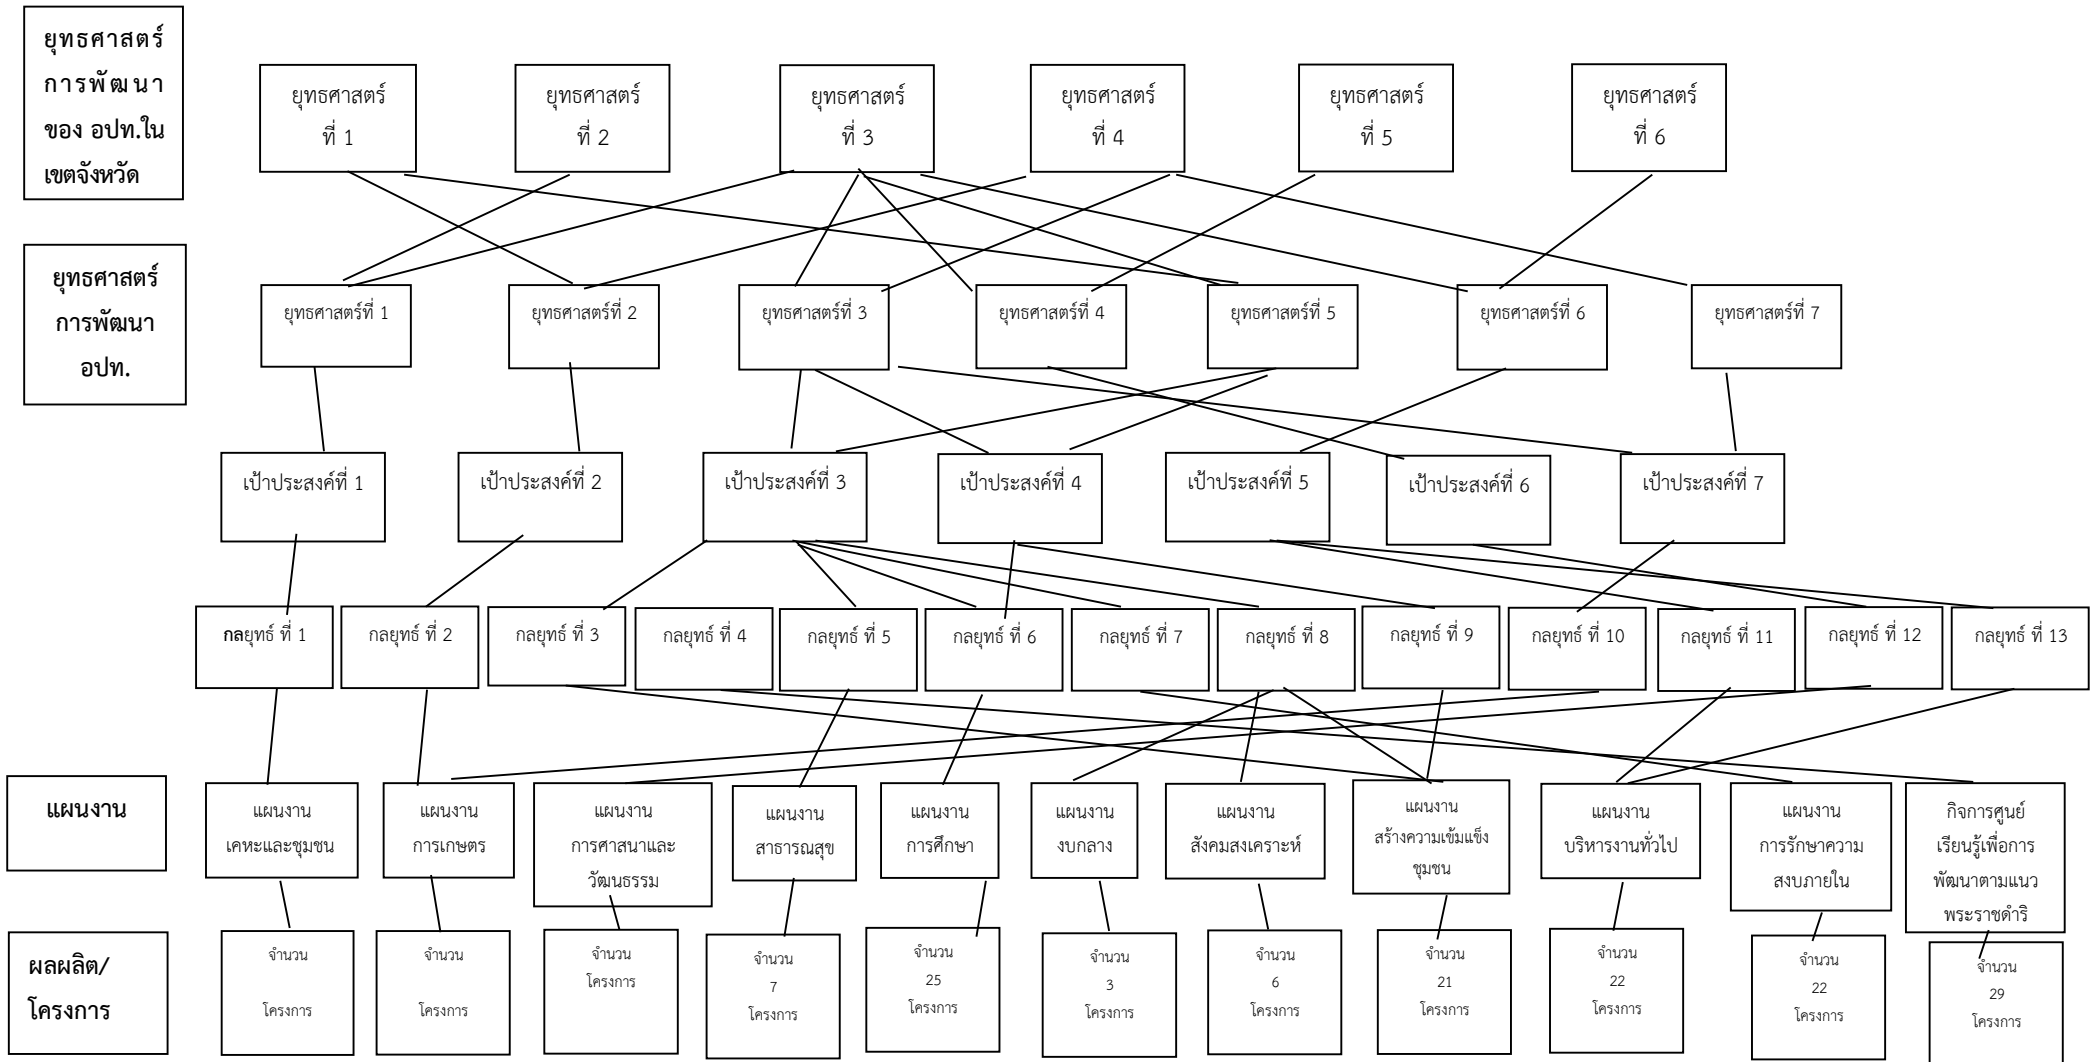 ยุทธศาสตร์
การพัฒนา
ของ อปท.ใน
เขตจังหวัด
ยุทธศาสตร์
ที่ 1
ยุทธศาสตร์
ที่ 2
ยุทธศาสตร์
ที่ 3
ยุทธศาสตร์
ที่ 4
ยุทธศาสตร์
ที่ 5
ยุทธศาสตร์
ที่ 6
ยุทธศาสตร์
การพัฒนา
อปท.
ยุทธศาสตร์ที่ 1
ยุทธศาสตร์ที่ 2
ยุทธศาสตร์ที่ 3
ยุทธศาสตร์ที่ 4
ยุทธศาสตร์ที่ 5
ยุทธศาสตร์ที่ 6
ยุทธศาสตร์ที่ 7
เป้าประสงค์ที่ 1
เป้าประสงค์ที่ 2
เป้าประสงค์ที่ 3
เป้าประสงค์ที่ 4
เป้าประสงค์ที่ 5
เป้าประสงค์ที่ 6
เป้าประสงค์ที่ 7
กลยุทธ์ ที่ 1
กลยุทธ์ ที่ 2
กลยุทธ์ ที่ 3
กลยุทธ์ ที่ 4
กลยุทธ์ ที่ 5
กลยุทธ์ ที่ 6
กลยุทธ์ ที่ 7
กลยุทธ์ ที่ 8
กลยุทธ์ ที่ 9
กลยุทธ์ ที่ 10
กลยุทธ์ ที่ 11
กลยุทธ์ ที่ 12
กลยุทธ์ ที่ 13
แผนงาน
แผนงาน
เคหะและชุมชน
แผนงาน
การเกษตร
แผนงาน
การศาสนาและ
วัฒนธรรม
แผนงาน
สาธารณสุข
แผนงาน
การศึกษา
แผนงาน
งบกลาง
แผนงาน
สังคมสงเคราะห์
แผนงาน
สร้างความเข้มแข็ง
ชุมชน
แผนงาน
บริหารงานทั่วไป
แผนงาน
การรักษาความ
สงบภายใน
กิจการศูนย์
เรียนรู้เพื่อการ
พัฒนาตามแนว
พระราชดำริ
ผลผลิต/
โครงการ
จำนวน
โครงการ
จำนวน
โครงการ
จำนวน
โครงการ
จำนวน
7
โครงการ
จำนวน
25
โครงการ
จำนวน
3
โครงการ
จำนวน
6
โครงการ
จำนวน
21
โครงการ
จำนวน
22
โครงการ
จำนวน
22
โครงการ
จำนวน
29
โครงการ